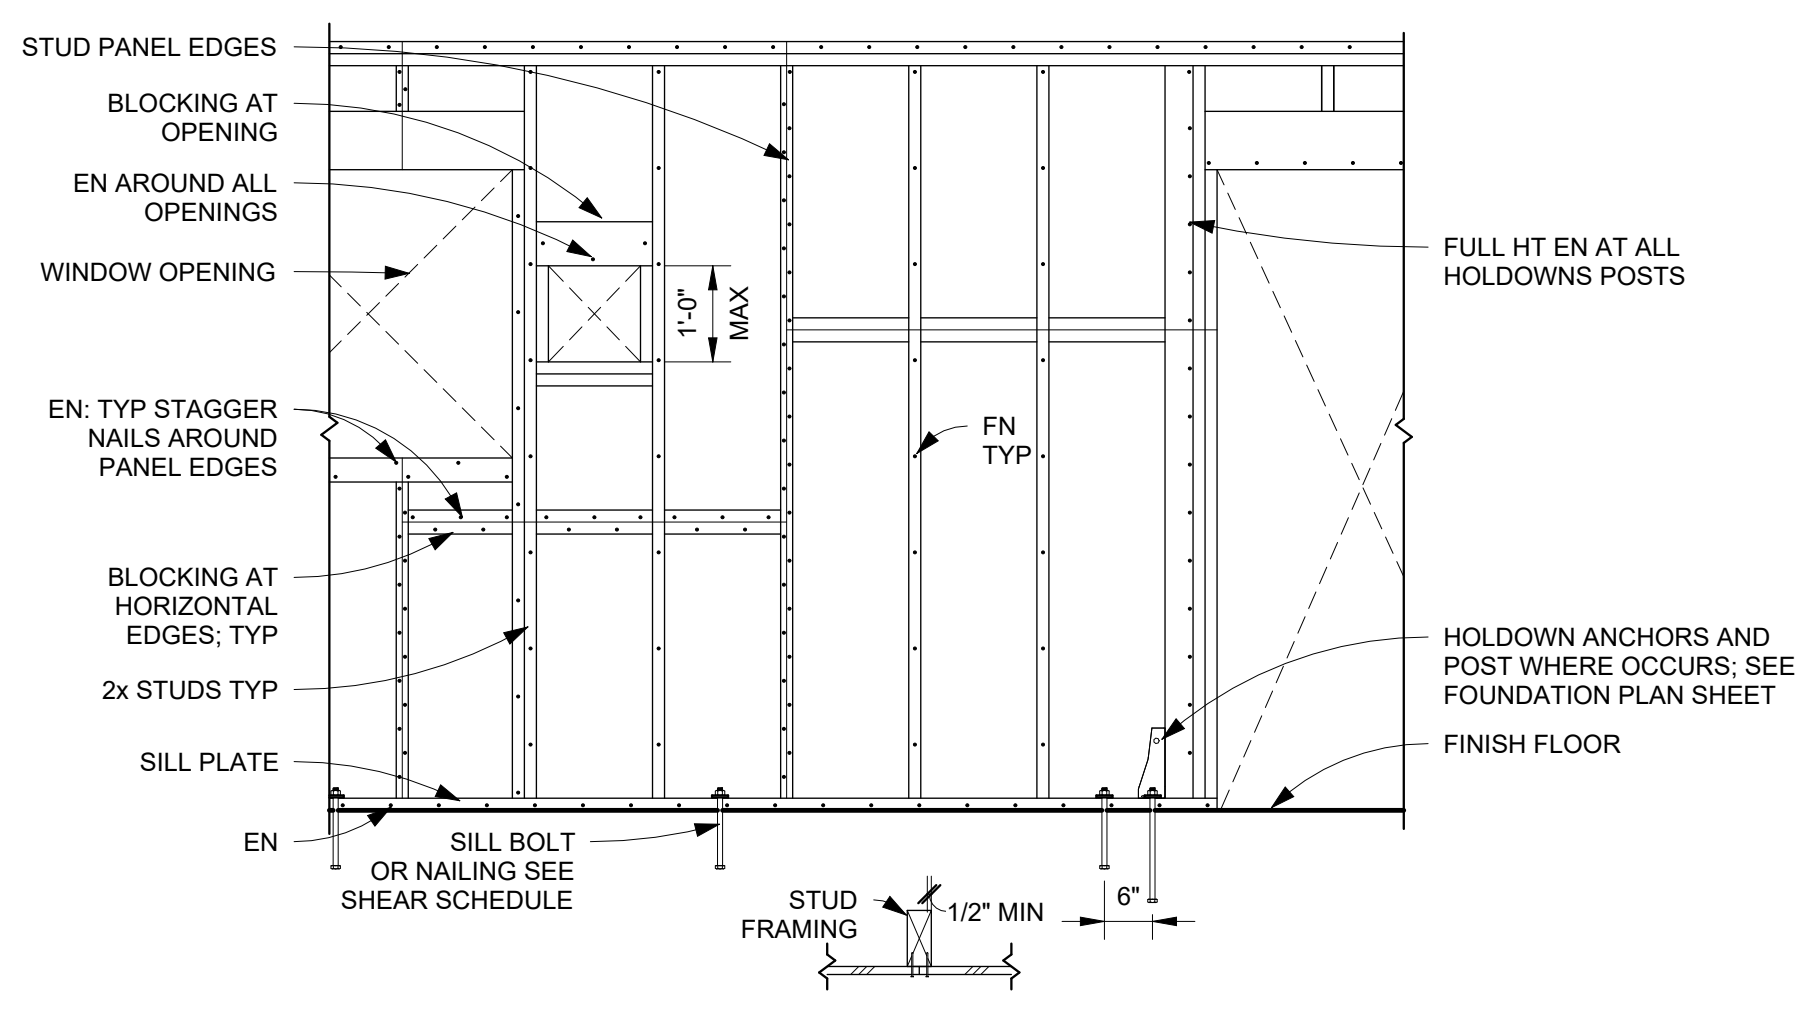 STUD PANEL EDGES
BLOCKING AT
OPENING
EN AROUND ALL
OPENINGS
WINDOW OPENING
EN: TYP STAGGER
NAILS AROUND
PANEL EDGES
BLOCKING AT
HORIZONTAL
EDGES; TYP
2x STUDS TYP
SILL PLATE
EN
SILL BOLT
OR NAILING SEE
SHEAR SCHEDULE
1'-0"
MAX
FN
TYP
FULL HT EN AT ALL
HOLDOWNS POSTS
HOLDOWN ANCHORS AND
POST WHERE OCCURS; SEE
FOUNDATION PLAN SHEET
FINISH FLOOR
STUD
FRAMING
1/2" MIN
6"